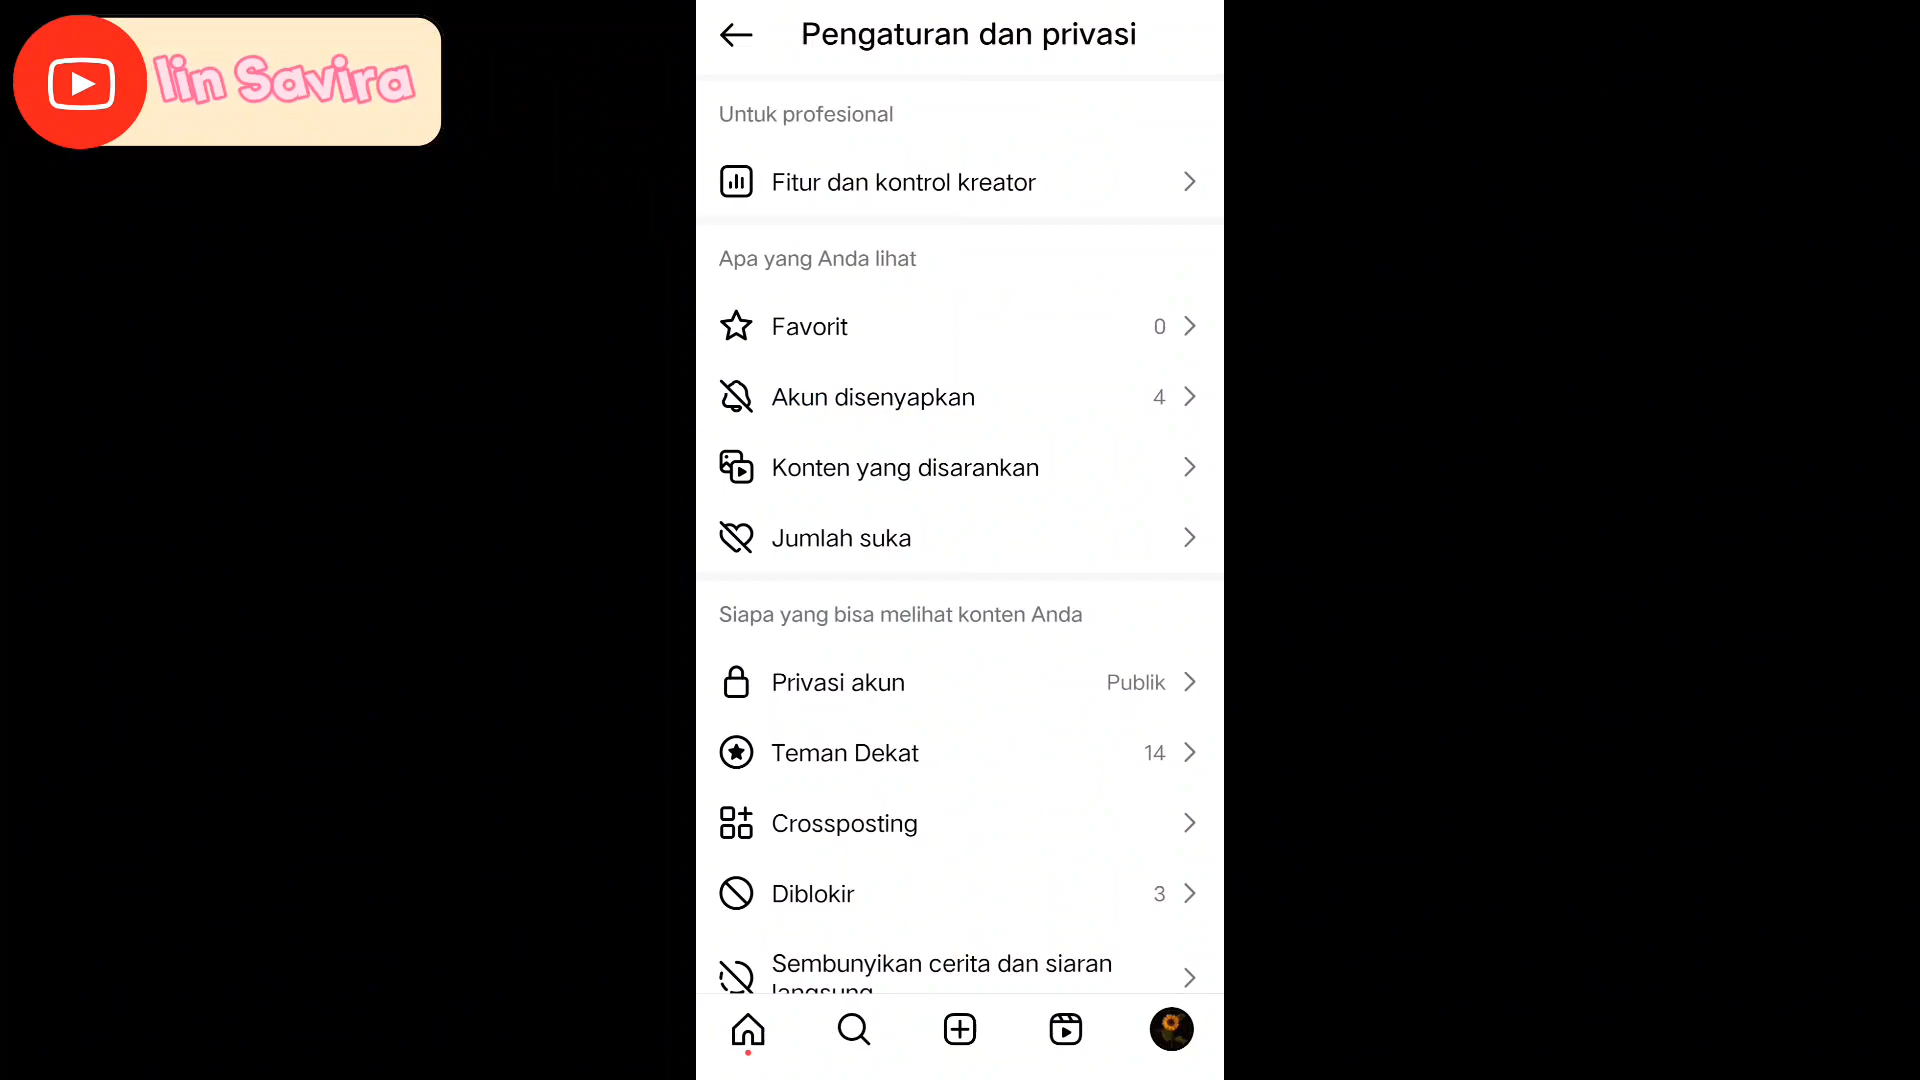 Iin Savira
Pengaturan dan privasi
Untuk profesional
Fitur dan kontrol kreator
Apa yang Anda lihat
Favorit 0
Akun disenyapkan 4
Konten yang disarankan
Jumlah suka
Siapa yang bisa melihat konten Anda
Privasi akun Publik
Teman Dekat 14
Crossposting
Diblokir 3
Sembunyikan cerita dan siaran
langsung